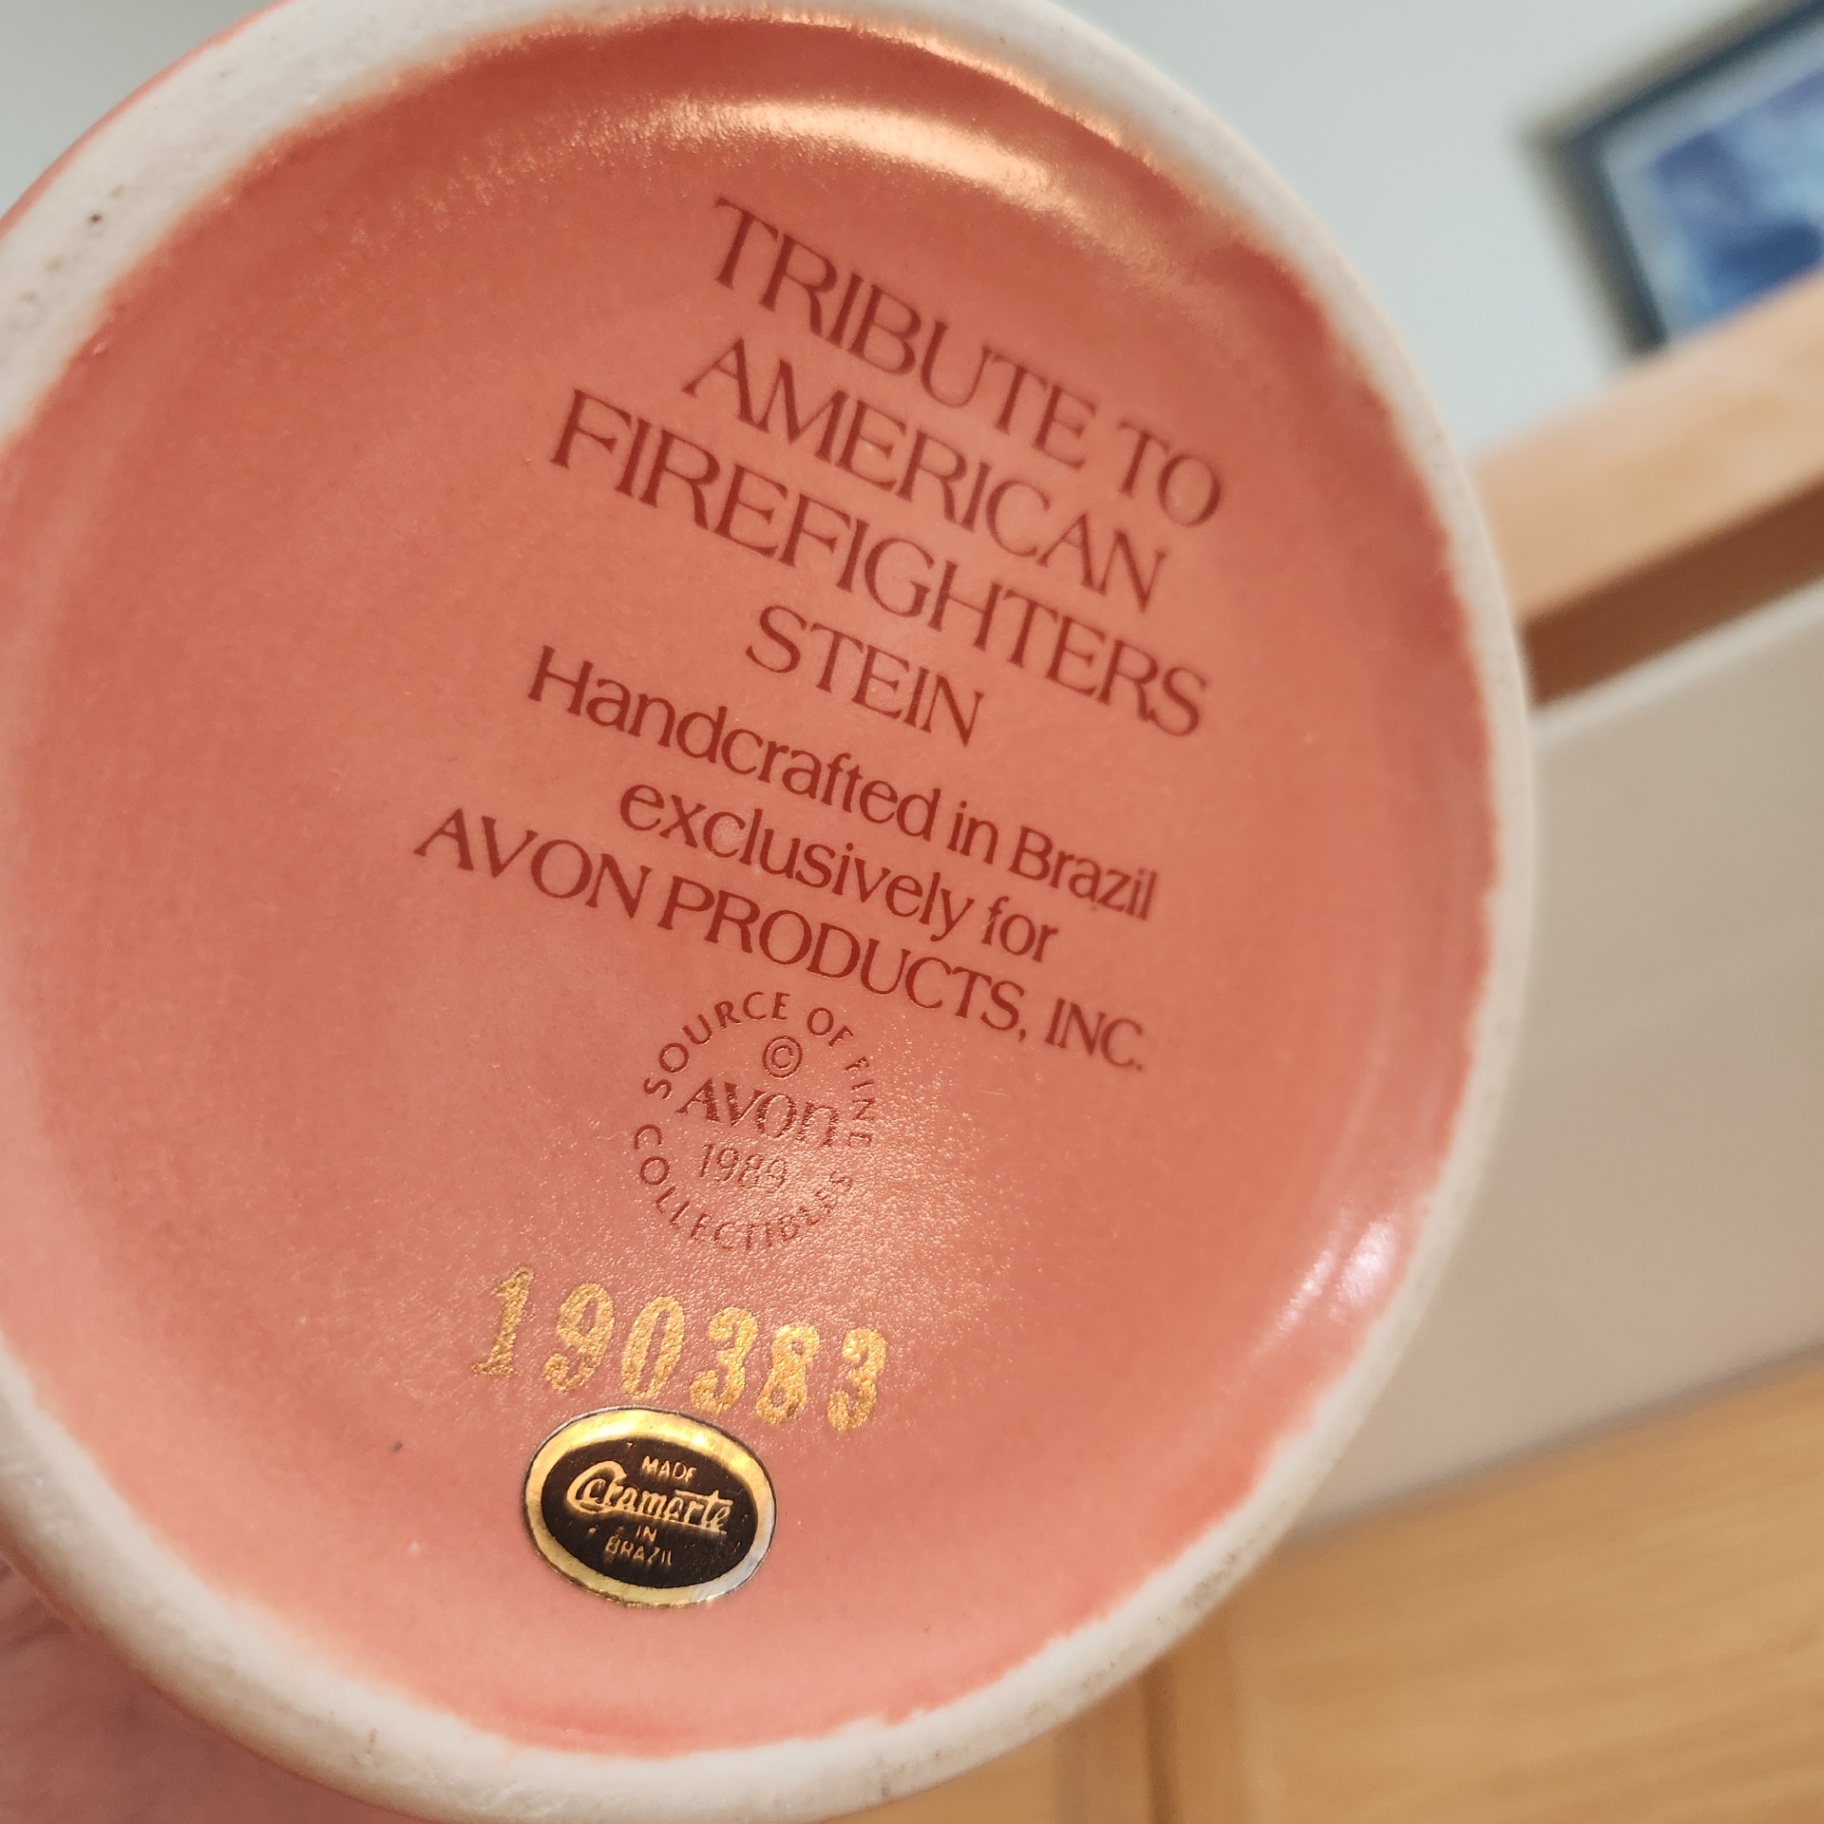 TRIBUTE TO
AMERICAN
FIREFIGHTERS
STEIN
Handcrafted in Brazil
exclusively for
AVON PRODUCTS, INC.
SOURCE OF FINE
©
AVON
1989
COLLECTIBLES
190383
MADE
Ceramarte
IN
BRAZIL